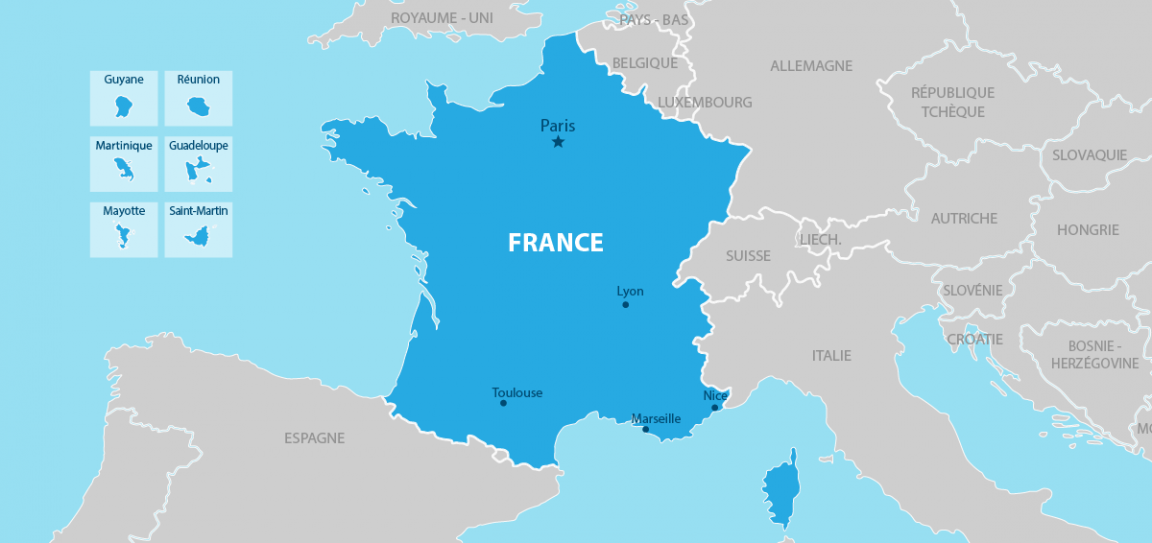 ROYAUME - UNI
PAYS - BAS
BELGIQUE
ALLEMAGNE
LUXEMBOURG
RÉPUBLIQUE
TCHÈQUE
SLOVAQUIE
Guyane
Réunion
Martinique
Guadeloupe
Mayotte
Saint-Martin
Paris
FRANCE
AUTRICHE
HONGRIE
SUISSE
LIECH.
Lyon
SLOVÉNIE
CROATIE
BOSNIE -
HERZÉGOVINE
ITALIE
Toulouse
Nice
Marseille
ESPAGNE
MO